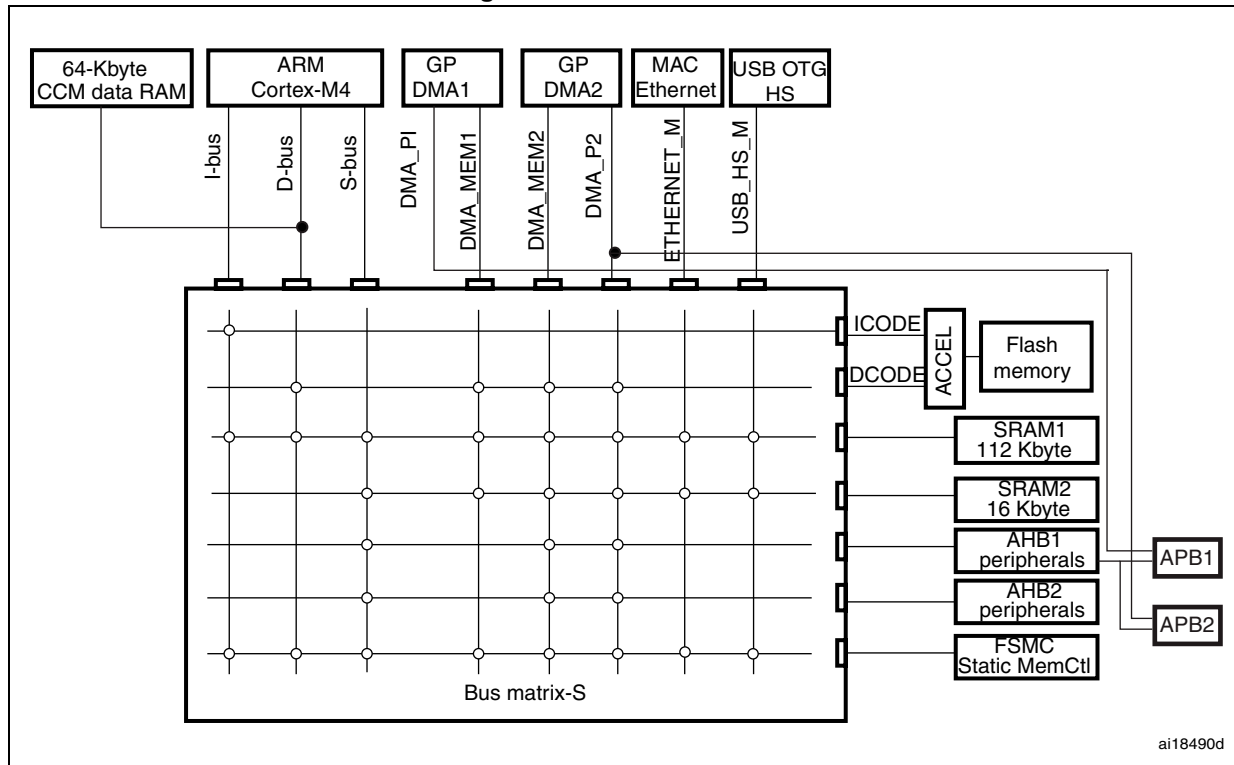 64-Kbyte
CCM data RAM
ARM
Cortex-M4
GP
DMA1
GP
DMA2
MAC
Ethernet
USB OTG
HS
I-bus
D-bus
S-bus
DMA_PI
DMA_MEM1
DMA_MEM2
DMA_P2
ETHERNET_M
USB_HS_M
ICODE
DCODE
ACCEL
Flash
memory
SRAM1
112 Kbyte
SRAM2
16 Kbyte
AHB1
peripherals
AHB2
peripherals
FSMC
Static MemCtl
APB1
APB2
Bus matrix-S
ai18490d